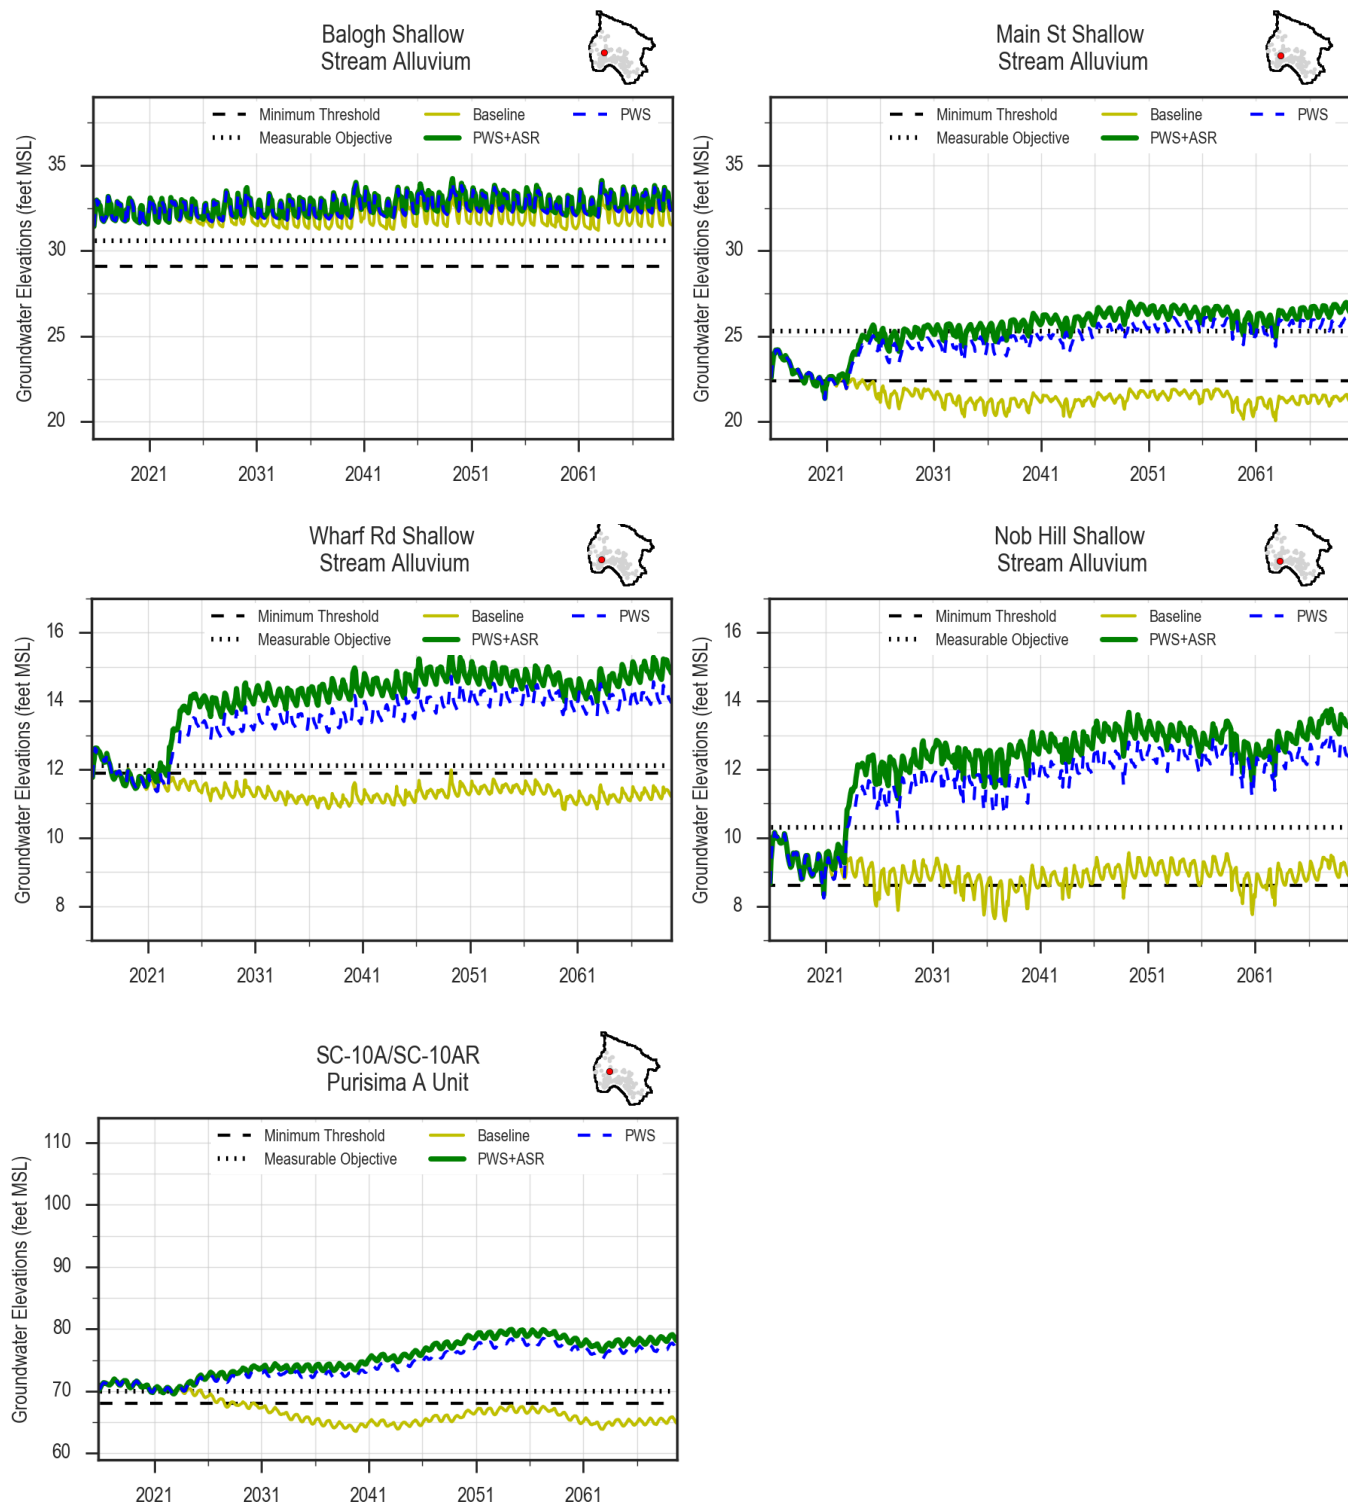 Balogh Shallow
Stream Alluvium
Groundwater Elevations (feet MSL)
Minimum Threshold
Baseline
PWS
Measurable Objective
PWS+ASR
35
30
25
20
2021
2031
2041
2051
2061
Main St Shallow
Stream Alluvium
Groundwater Elevations (feet MSL)
Minimum Threshold
Baseline
PWS
Measurable Objective
PWS+ASR
35
30
25
20
2021
2031
2041
2051
2061
Wharf Rd Shallow
Stream Alluvium
Groundwater Elevations (feet MSL)
Minimum Threshold
Baseline
PWS
Measurable Objective
PWS+ASR
16
14
12
10
8
2021
2031
2041
2051
2061
Nob Hill Shallow
Stream Alluvium
Groundwater Elevations (feet MSL)
Minimum Threshold
Baseline
PWS
Measurable Objective
PWS+ASR
16
14
12
10
8
2021
2031
2041
2051
2061
SC-10A/SC-10AR
Purisima A Unit
Groundwater Elevations (feet MSL)
Minimum Threshold
Baseline
PWS
Measurable Objective
PWS+ASR
110
100
90
80
70
60
2021
2031
2041
2051
2061